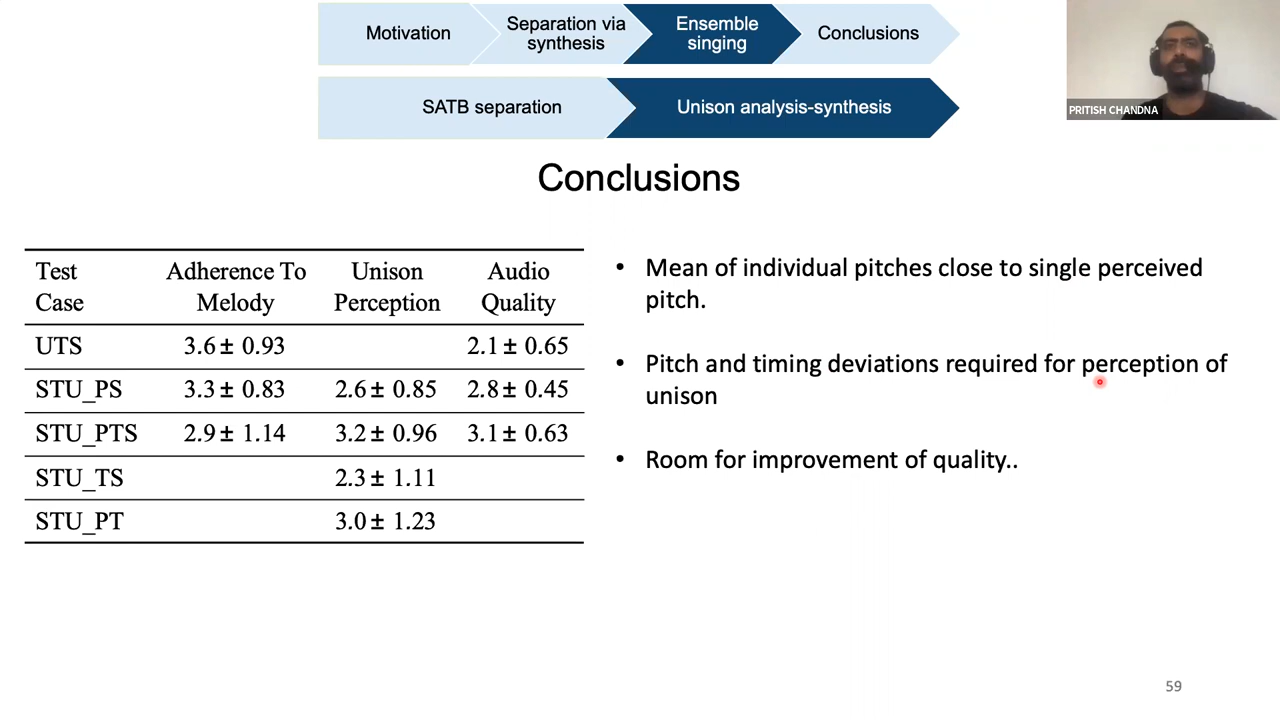 Motivation
Separation via
synthesis
Ensemble
singing
Conclusions
SATB separation
Unison analysis-synthesis
PRITISH CHANDNA
Conclusions
Test Case Adherence To Melody Unison Perception Audio Quality
UTS 3.6 ± 0.93 2.1 ± 0.65
STU_PS 3.3 ± 0.83 2.6 ± 0.85 2.8 ± 0.45
STU_PTS 2.9 ± 1.14 3.2 ± 0.96 3.1 ± 0.63
STU_TS 2.3 ± 1.11
STU_PT 3.0 ± 1.23
• Mean of individual pitches close to single perceived
pitch.
• Pitch and timing deviations required for perception of
unison
• Room for improvement of quality..
59